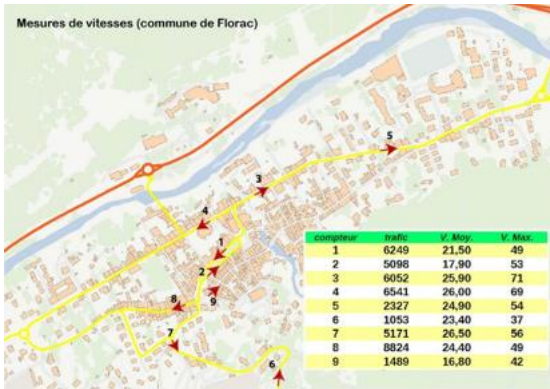 Mesures de vitesses (commune de Florac)
5
3
4
1
2
8
9
7
6
compteur trafic V. Moy. V. Max.
1 6249 21,50 49
2 5098 17,90 53
3 6052 25,90 71
4 6541 26,00 69
5 2327 24,90 54
6 1053 23,40 37
7 5171 26,50 56
8 8824 24,40 49
9 1489 16,80 42